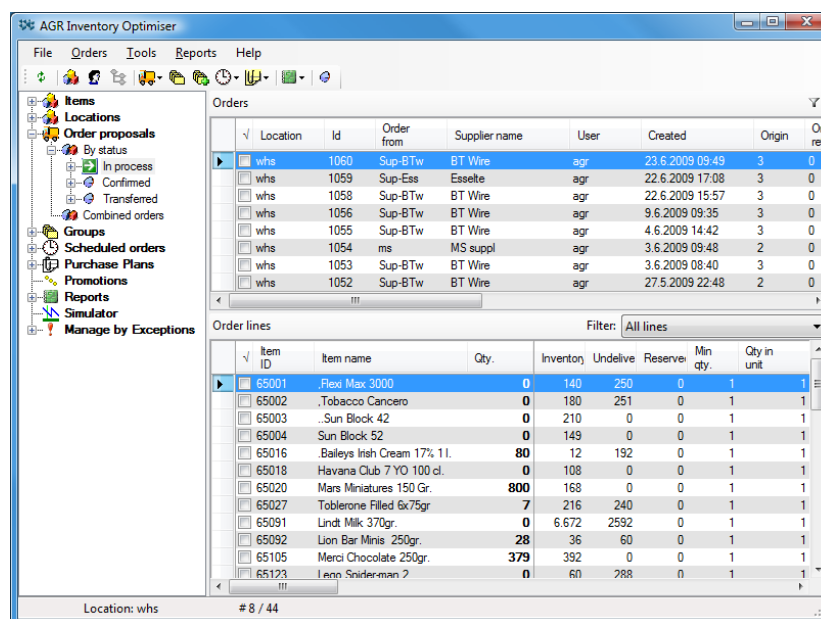 AGR Inventory Optimiser
File Orders Tools Reports Help
Items
Locations
Order proposals
By status
In process
Confirmed
Transferred
Combined orders
Groups
Scheduled orders
Purchase Plans
Promotions
Reports
Simulator
Manage by Exceptions
Orders
√ Location Id Order from Supplier name User Created Origin
whs 1060 Sup-BTw BT Wire agr 23.6.2009 09:49 3 0
whs 1059 Sup-Ess Esselte agr 22.6.2009 17:08 3 0
whs 1058 Sup-BTw BT Wire agr 22.6.2009 15:57 3 0
whs 1056 Sup-BTw BT Wire agr 9.6.2009 09:35 3 0
whs 1055 Sup-BTw BT Wire agr 4.6.2009 14:42 3 0
whs 1054 ms MS suppl agr 3.6.2009 09:48 2 0
whs 1053 Sup-BTw BT Wire agr 3.6.2009 08:40 3 0
whs 1052 Sup-BTw BT Wire agr 27.5.2009 22:48 2 0
Order lines Filter: All lines
√ Item ID Item name Qty. Inventory Undelive Reserve Min qty. Qty in unit
65001 ,Flexi Max 3000 0 140 250 0 1 1
65002 ,Tobacco Cancero 0 180 251 0 1 1
65003 ..Sun Block 42 0 210 0 0 1 1
65004 Sun Block 52 0 149 0 0 1 1
65016 .Baileys Irish Cream 17% 1 l. 80 12 192 0 1 1
65018 Havana Club 7 YO 100 cl. 0 108 0 0 1 1
65020 Mars Miniatures 150 Gr. 800 168 0 0 1 1
65027 Toblerone Filled 6x75gr 7 216 240 0 1 1
65091 Lindt Milk 370gr. 0 6.672 2592 0 1 1
65092 Lion Bar Minis 250gr. 28 36 60 0 1 1
65105 Merci Chocolate 250gr. 379 392 0 0 1 1
65123 Lego Spider-man 2 0 60 288 0 1 1
Location: whs # 8 / 44